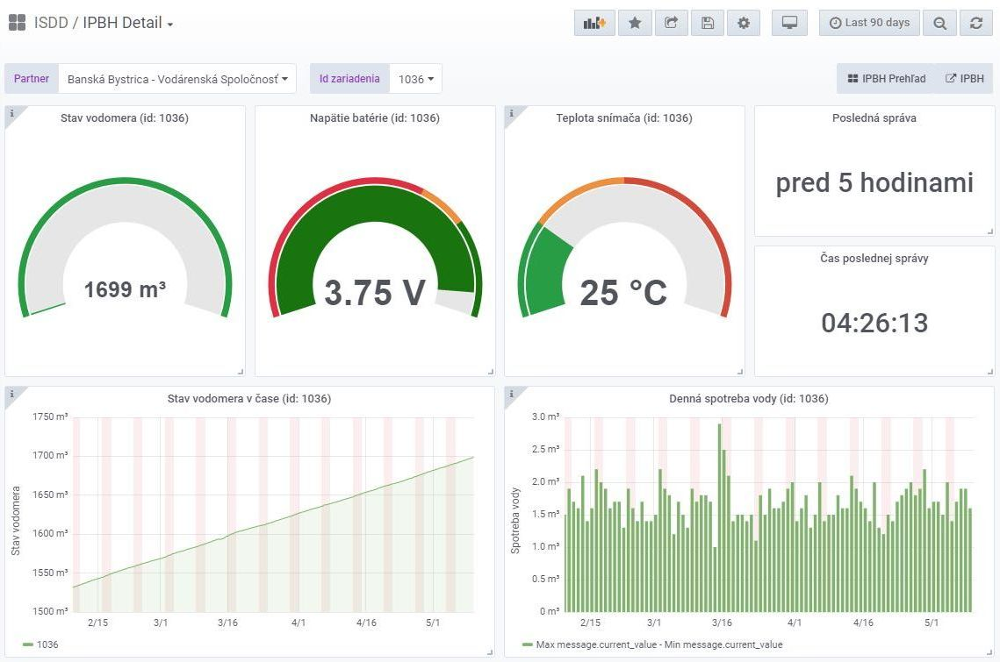 ISDD / IPBH Detail
Last 90 days
Partner
Banská Bystrica - Vodárenská Spoločnosť
Id zariadenia
1036
IPBH Prehľad
IPBH
Stav vodomera (id: 1036)
1699 m³
Napätie batérie (id: 1036)
3.75 V
Teplota snímača (id: 1036)
25 °C
Posledná správa
pred 5 hodinami
Čas poslednej správy
04:26:13
Stav vodomera v čase (id: 1036)
Stav vodomera
1750 m³
1700 m³
1650 m³
1600 m³
1550 m³
1500 m³
2/15 3/1 3/16 4/1 4/16 5/1
1036
Denná spotreba vody (id: 1036)
Spotreba vody
3.0 m³
2.5 m³
2.0 m³
1.5 m³
1.0 m³
0.5 m³
0 m³
2/15 3/1 3/16 4/1 4/16 5/1
Max message.current_value - Min message.current_value